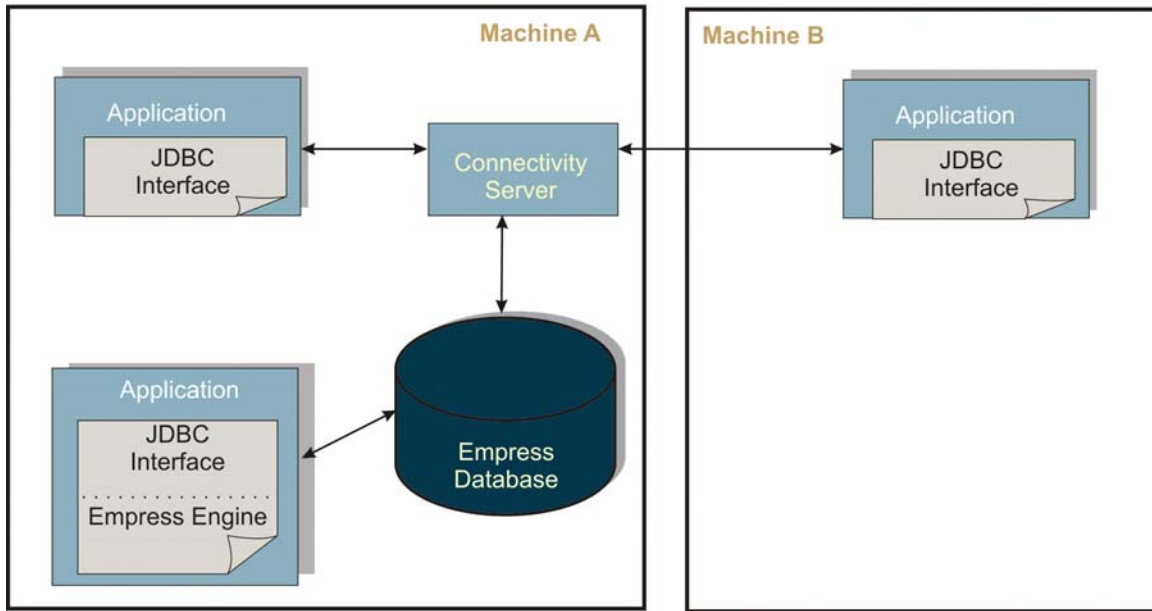 Machine A
Application
JDBC
Interface
Connectivity
Server
Application
JDBC
Interface
Empress Engine
Empress
Database
Machine B
Application
JDBC
Interface